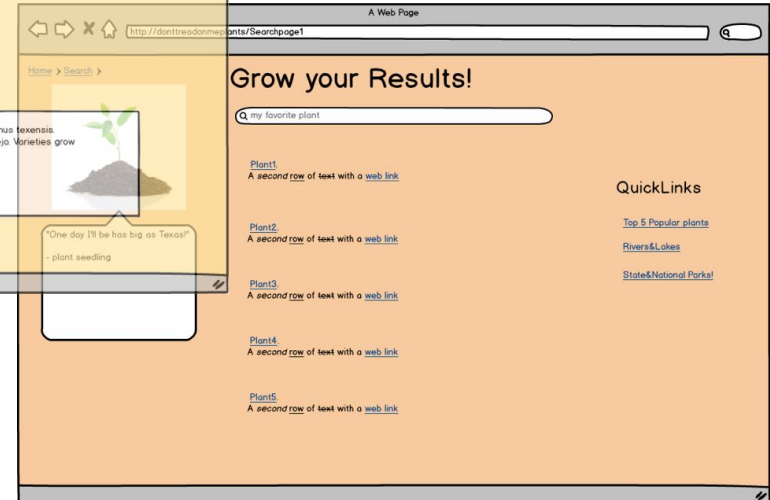 A Web Page
http://donttreadonmeplants/Searchpage1
Home > Search >
Grow your Results!
my favorite plant
nus texensis.
ejo. Varieties grow
"One day I'll be has big as Texas!"
- plant seedling
Plant1.
A second row of text with a web link
Plant2.
A second row of text with a web link
Plant3.
A second row of text with a web link
Plant4.
A second row of text with a web link
Plant5.
A second row of text with a web link
QuickLinks
Top 5 Popular plants
Rivers&Lakes
State&National Parks!